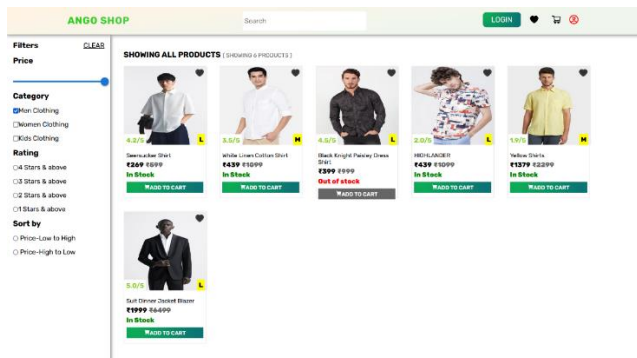 ANGO SHOP
Search
LOGIN
Filters CLEAR
Price
Category
Men Clothing
Women Clothing
Kids Clothing
Rating
4 Stars & above
3 Stars & above
2 Stars & above
1 Stars & above
Sort by
Price-Low to High
Price-High to Low
SHOWING ALL PRODUCTS ( SHOWING 6 PRODUCTS )
4.2/5 L
Seersucker Shirt
₹269 ₹599
In Stock
ADD TO CART
3.5/5 M
White Linen Cotton Shirt
₹439 ₹1099
In Stock
ADD TO CART
4.0/5 L
Black Knight Paisley Dress
Shirt
₹399 ₹999
Out of stock
ADD TO CART
2.0/5 L
HIGHLANDER
₹439 ₹1099
In Stock
ADD TO CART
1.9/5 M
Yellow Shirts
₹1379 ₹2299
In Stock
ADD TO CART
5.0/5 L
Suit Dinner Jacket Blazer
₹1999 ₹6499
In Stock
ADD TO CART